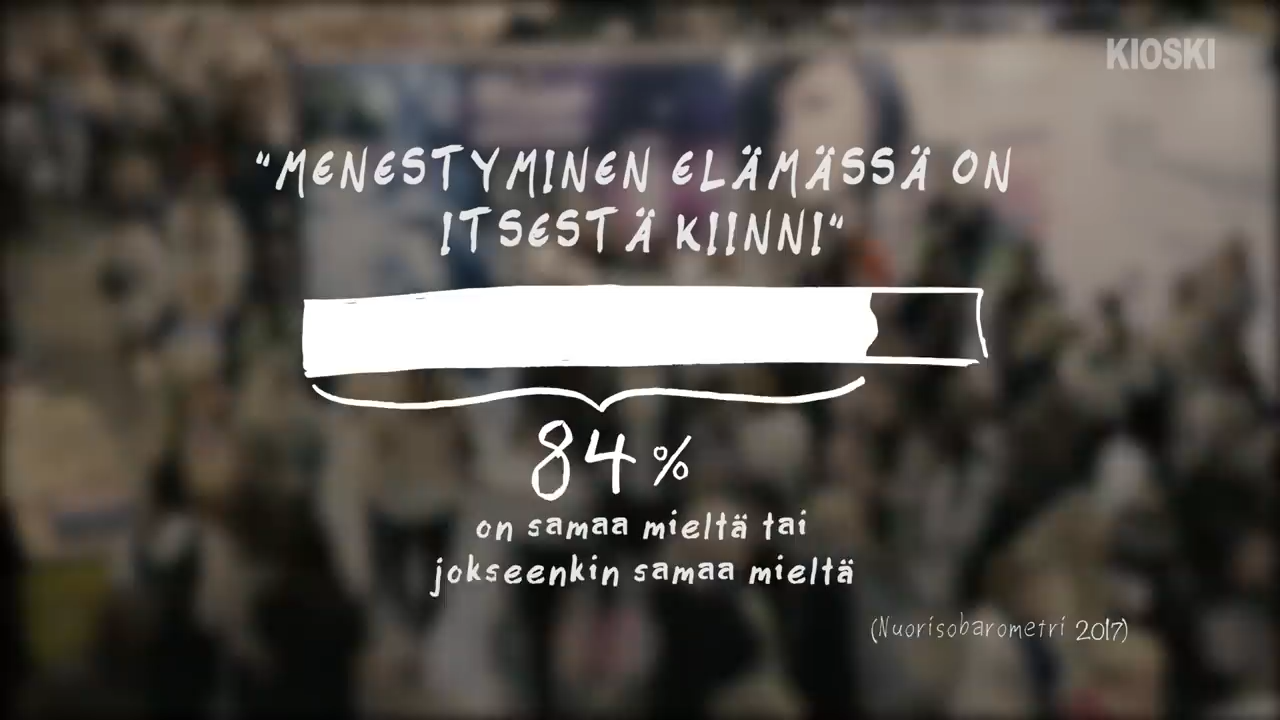 KIOSKI
"MENESTYMINEN ELÄMÄSSÄ ON
ITSESTÄ KIINNI"
84 %
on samaa mieltä tai
jokseenkin samaa mieltä
(Nuorisobarometri 2017)